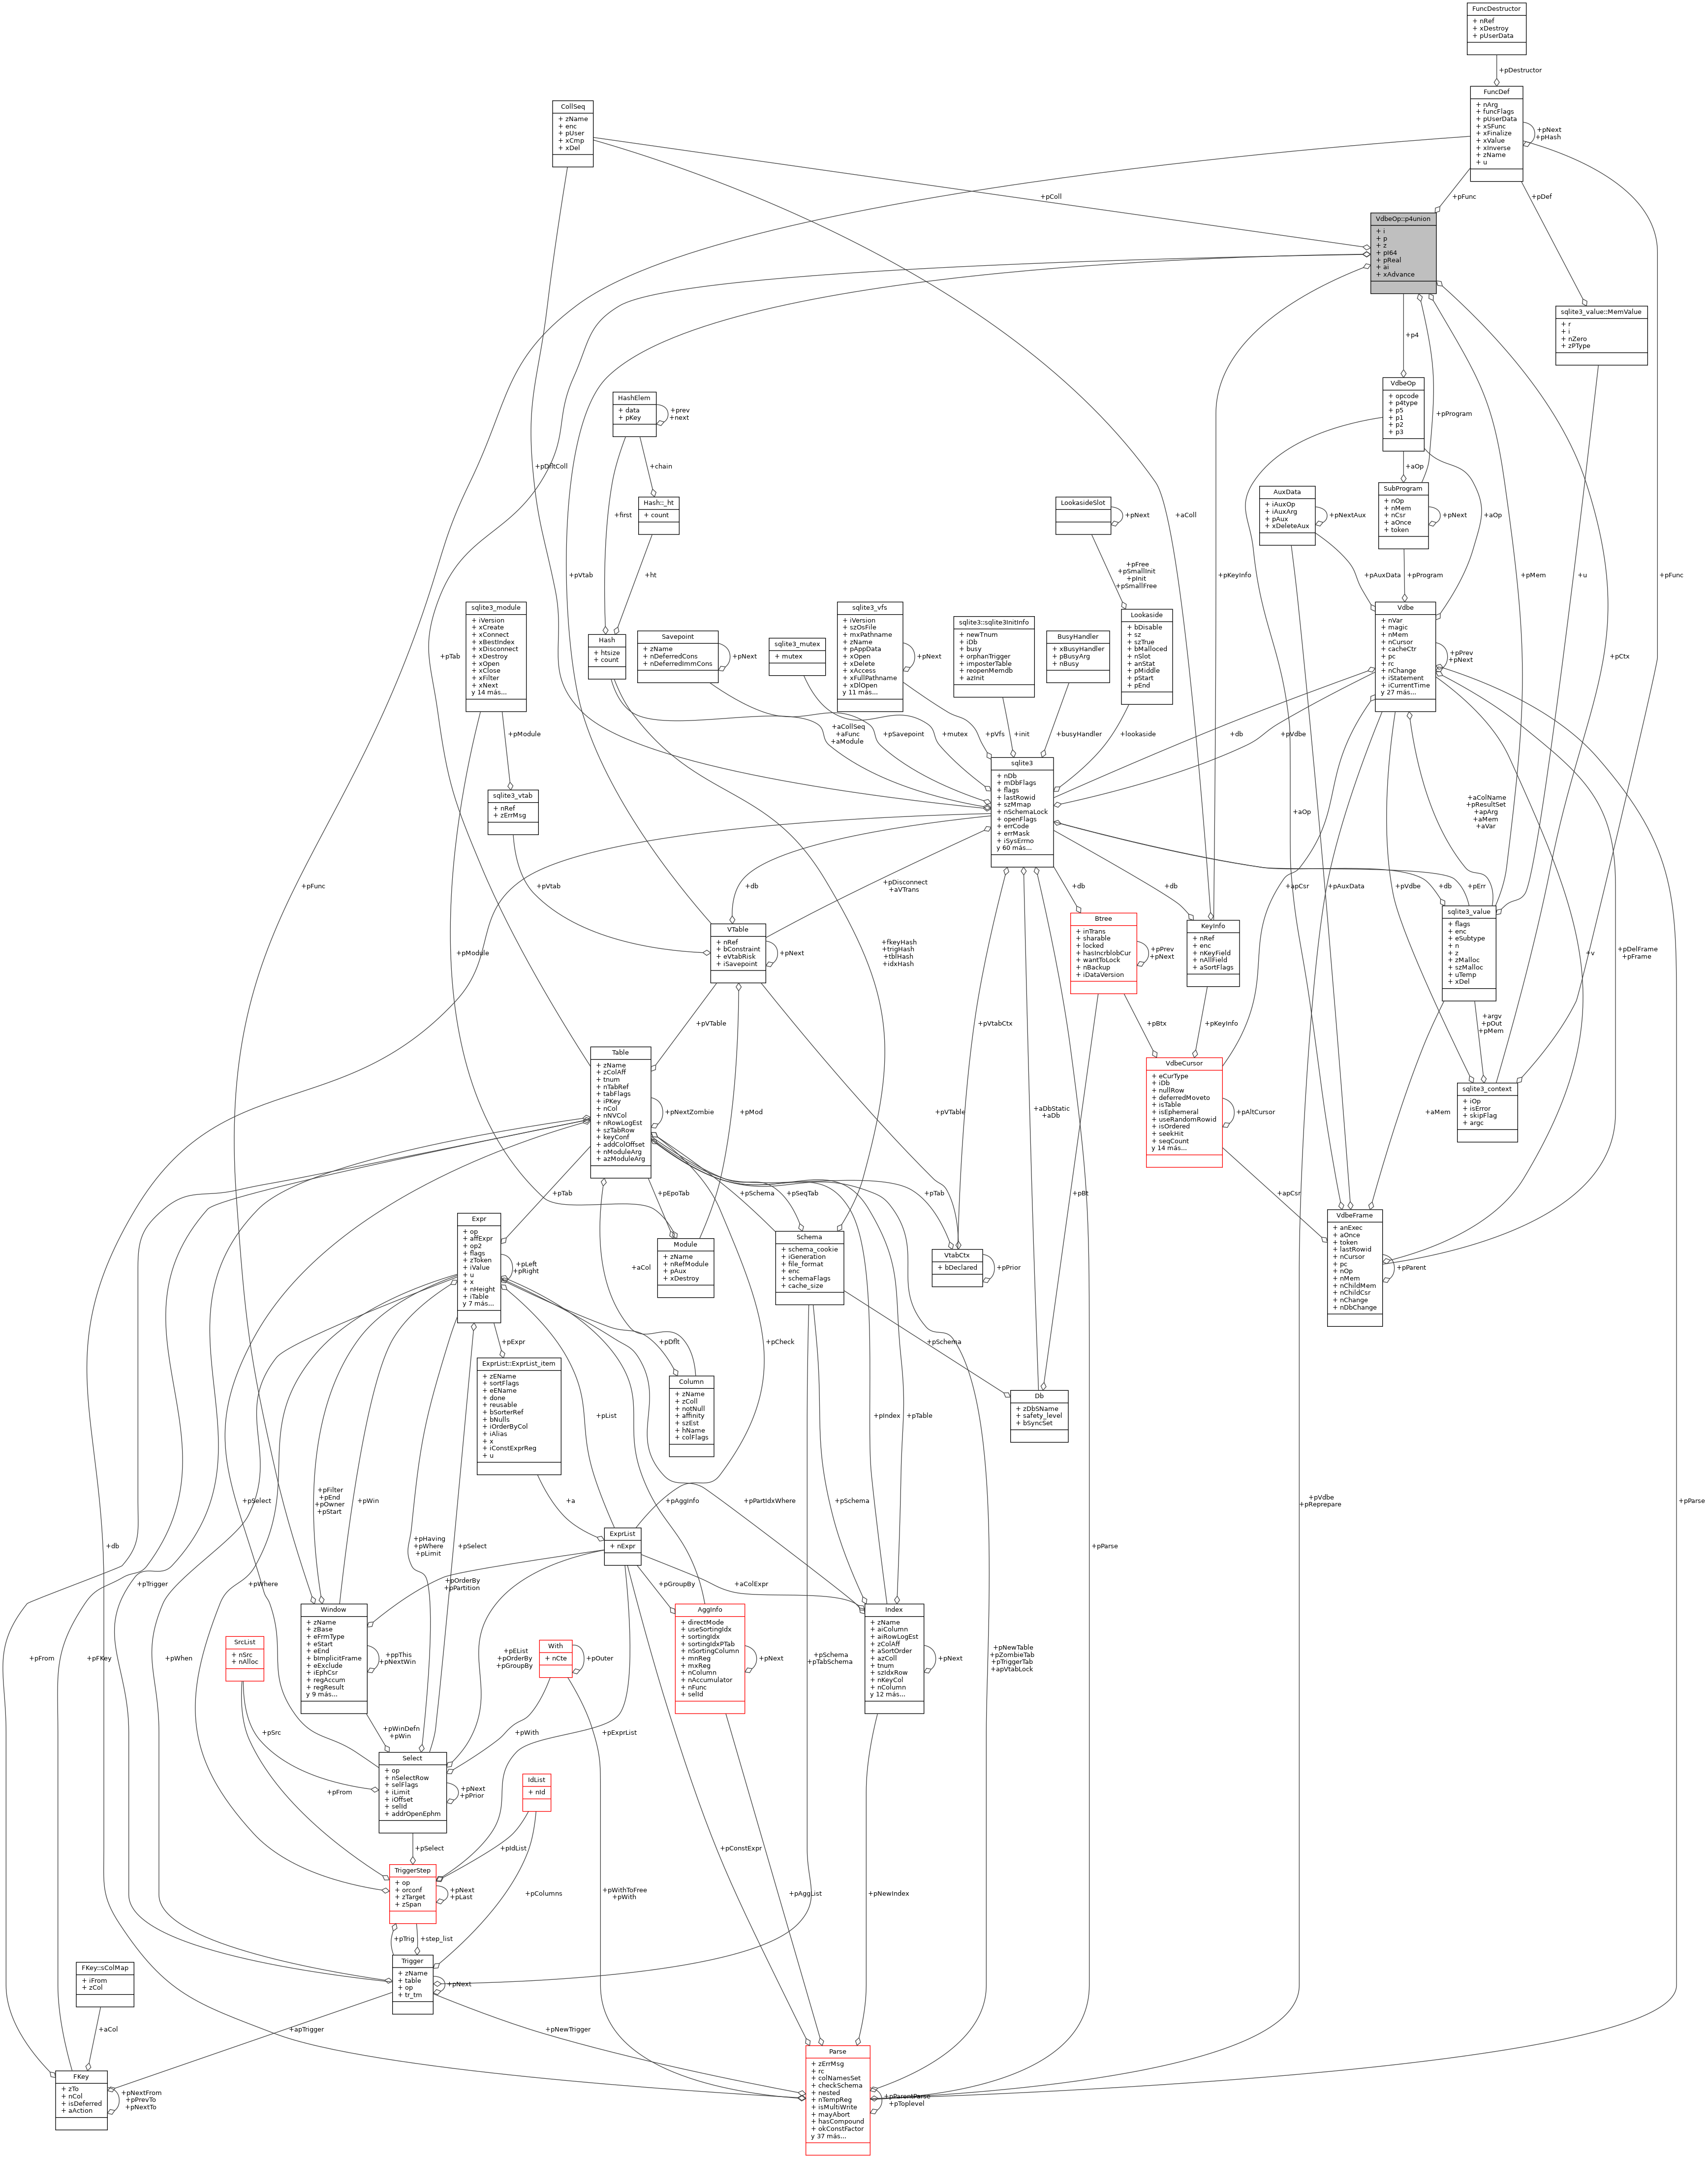 FuncDestructor
+ nRef
+ xDestroy
+ pUserData
+pDestructor
FuncDef
+ nArg
+ funcFlags
+ pUserData
+ xSFunc
+ xFinalize
+ xValue
+ xInverse
+ zName
+ u
+pNext
+pHash
CollSeq
+ zName
+ enc
+ pUser
+ xCmp
+ xDel
+pColl
+pFunc
+pDef
VdbeOp::p4union
+ i
+ p
+ z
+ pI64
+ pReal
+ ai
+ xAdvance
sqlite3_value::MemValue
+ r
+ i
+ nZero
+ zPType
+p4
VdbeOp
+ opcode
+ p4type
+ p5
+ p1
+ p2
+ p3
+pProgram
HashElem
+ data
+ pKey
+prev
+next
+pDfltColl
+chain
+aOp
Hash::_ht
+ count
LookasideSlot
+pNext
AuxData
+ iAuxOp
+ iAuxArg
+ pAux
+ xDeleteAux
+pNextAux
SubProgram
+ nOp
+ nMem
+ nCsr
+ aOnce
+ token
+pNext
+aOp
+first
+aColl
+pVtab
+ht
+pFree
+pSmallInit
+pInit
+pSmallFree
+pKeyInfo
+pAuxData
+pProgram
+pMem
+u
+pFunc
sqlite3_module
+ iVersion
+ xCreate
+ xConnect
+ xBestIndex
+ xDisconnect
+ xDestroy
+ xOpen
+ xClose
+ xFilter
+ xNext
y 14 más...
+pTab
Hash
+ htsize
+ count
Savepoint
+ zName
+ nDeferredCons
+ nDeferredImmCons
+pNext
sqlite3_mutex
+ mutex
sqlite3_vfs
+ iVersion
+ szOsFile
+ mxPathname
+ zName
+ pAppData
+ xOpen
+ xDelete
+ xAccess
+ xFullPathname
+ xDlOpen
y 11 más...
+pNext
sqlite3::sqlite3InitInfo
+ newTnum
+ iDb
+ busy
+ orphanTrigger
+ imposterTable
+ reopenMemdb
+ azInit
BusyHandler
+ xBusyHandler
+ pBusyArg
+ nBusy
Lookaside
+ bDisable
+ sz
+ szTrue
+ bMalloced
+ nSlot
+ anStat
+ pMiddle
+ pStart
+ pEnd
Vdbe
+ nVar
+ magic
+ nMem
+ nCursor
+ cacheCtr
+ pc
+ rc
+ nChange
+ iStatement
+ iCurrentTime
y 27 más...
+pPrev
+pNext
+pCtx
+pModule
+aCollSeq
+aFunc
+aModule
+pSavepoint
+mutex
+pVfs
+init
+busyHandler
+lookaside
+db
+pVdbe
sqlite3_vtab
+ nRef
+ zErrMsg
sqlite3
+ nDb
+ mDbFlags
+ flags
+ lastRowid
+ szMmap
+ nSchemaLock
+ openFlags
+ errCode
+ errMask
+ iSysErrno
y 60 más...
+aOp
+aColName
+pResultSet
+apArg
+aMem
+aVar
+pFunc
+pVtab
+db
+pDisconnect
+aVTrans
+db
+db
+apCsr
+pAuxData
+pVdbe
+db
+pErr
VTable
+ nRef
+ bConstraint
+ eVtabRisk
+ iSavepoint
+pNext
+pModule
+fkeyHash
+trigHash
+tblHash
+idxHash
Btree
+ inTrans
+ sharable
+ locked
+ hasIncrblobCur
+ wantToLock
+ nBackup
+ iDataVersion
+pPrev
+pNext
KeyInfo
+ nRef
+ enc
+ nKeyField
+ nAllField
+ aSortFlags
sqlite3_value
+ flags
+ enc
+ eSubtype
+ n
+ z
+ zMalloc
+ szMalloc
+ uTemp
+ xDel
+v
+pDelFrame
+pFrame
+pVTable
+pVtabCtx
+pBtx
+pKeyInfo
+argv
+pOut
+pMem
Table
+ zName
+ zColAff
+ tnum
+ nTabRef
+ tabFlags
+ iPKey
+ nCol
+ nNVCol
+ nRowLogEst
+ szTabRow
+ keyConf
+ addColOffset
+ nModuleArg
+ azModuleArg
+pNextZombie
+pMod
+pVTable
+aDbStatic
+aDb
VdbeCursor
+ eCurType
+ iDb
+ nullRow
+ deferredMoveto
+ isTable
+ isEphemeral
+ useRandomRowid
+ isOrdered
+ seekHit
+ seqCount
y 14 más...
+pAltCursor
+aMem
sqlite3_context
+ iOp
+ isError
+ skipFlag
+ argc
+pTab
+pEpoTab
+pSchema
+pSeqTab
+pTab
+pBt
+apCsr
Expr
+ op
+ affExpr
+ op2
+ flags
+ zToken
+ iValue
+ u
+ x
+ nHeight
+ iTable
y 7 más...
+pLeft
+pRight
+aCol
Module
+ zName
+ nRefModule
+ pAux
+ xDestroy
Schema
+ schema_cookie
+ iGeneration
+ file_format
+ enc
+ schemaFlags
+ cache_size
VtabCtx
+ bDeclared
+pPrior
VdbeFrame
+ anExec
+ aOnce
+ token
+ lastRowid
+ nCursor
+ pc
+ nOp
+ nMem
+ nChildMem
+ nChildCsr
+ nChange
+ nDbChange
+pParent
+pExpr
+pDflt
+pCheck
+pSchema
ExprList::ExprList_item
+ zEName
+ sortFlags
+ eEName
+ done
+ reusable
+ bSorterRef
+ bNulls
+ iOrderByCol
+ iAlias
+ x
+ iConstExprReg
+ u
Column
+ zName
+ zColl
+ notNull
+ affinity
+ szEst
+ hName
+ colFlags
+pList
+pIndex
+pTable
Db
+ zDbSName
+ safety_level
+ bSyncSet
+pSelect
+pFilter
+pEnd
+pOwner
+pStart
+pWin
+a
+pAggInfo
+pPartIdxWhere
+pSchema
+pVdbe
+pReprepare
+pParse
+db
+pHaving
+pWhere
+pLimit
+pSelect
ExprList
+ nExpr
+pParse
+pTrigger
+pWhere
+pOrderBy
+pPartition
+pGroupBy
+aColExpr
Window
+ zName
+ zBase
+ eFrmType
+ eStart
+ eEnd
+ bImplicitFrame
+ eExclude
+ iEphCsr
+ regAccum
+ regResult
y 9 más...
+ppThis
+pNextWin
AggInfo
+ directMode
+ useSortingIdx
+ sortingIdx
+ sortingIdxPTab
+ nSortingColumn
+ mnReg
+ mxReg
+ nColumn
+ nAccumulator
+ nFunc
+ selId
+pNext
Index
+ zName
+ aiColumn
+ aiRowLogEst
+ zColAff
+ aSortOrder
+ azColl
+ tnum
+ szIdxRow
+ nKeyCol
+ nColumn
y 12 más...
+pNext
SrcList
+ nSrc
+ nAlloc
With
+ nCte
+pOuter
+pFrom
+pFKey
+pWhen
+pEList
+pOrderBy
+pGroupBy
+pSchema
+pTabSchema
+pNewTable
+pZombieTab
+pTriggerTab
+apVtabLock
+pSrc
+pWinDefn
+pWin
+pWith
+pExprList
Select
+ op
+ nSelectRow
+ selFlags
+ iLimit
+ iOffset
+ selId
+ addrOpenEphm
+pNext
+pPrior
+pFrom
IdList
+ nId
+pSelect
+pIdList
+pConstExpr
TriggerStep
+ op
+ orconf
+ zTarget
+ zSpan
+pNext
+pLast
+pColumns
+pWithToFree
+pWith
+pAggList
+pNewIndex
+pTrig
+step_list
FKey::sColMap
+ iFrom
+ zCol
Trigger
+ zName
+ table
+ op
+ tr_tm
+pNext
+aCol
+apTrigger
+pNewTrigger
FKey
+ zTo
+ nCol
+ isDeferred
+ aAction
+pNextFrom
+pPrevTo
+pNextTo
Parse
+ zErrMsg
+ rc
+ colNamesSet
+ checkSchema
+ nested
+ nTempReg
+ isMultiWrite
+ mayAbort
+ hasCompound
+ okConstFactor
y 37 más...
+pParentParse
+pToplevel